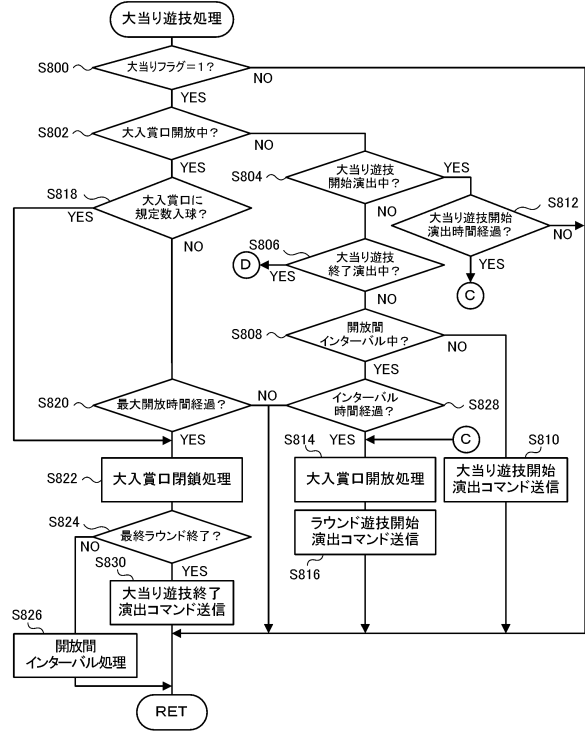 大当り遊技処理
S800
大当りフラグ＝1？
NO
YES
S802
大入賞口開放中？
NO
YES
S804
大当り遊技
開始演出中？
YES
NO
S812
大当り遊技開始
演出時間経過？
NO
YES
C
S818
大入賞口に
規定数入球？
YES
NO
S806
大当り遊技
終了演出中？
D
YES
NO
S808
開放間
インターバル中？
NO
YES
S820
最大開放時間経過？
NO
YES
インターバル
時間経過？
S828
YES
C
S822
大入賞口閉鎖処理
S814
大入賞口開放処理
S810
大当り遊技開始
演出コマンド送信
S824
最終ラウンド終了？
NO
YES
ラウンド遊技開始
演出コマンド送信
S816
S830
大当り遊技終了
演出コマンド送信
S826
開放間
インターバル処理
RET